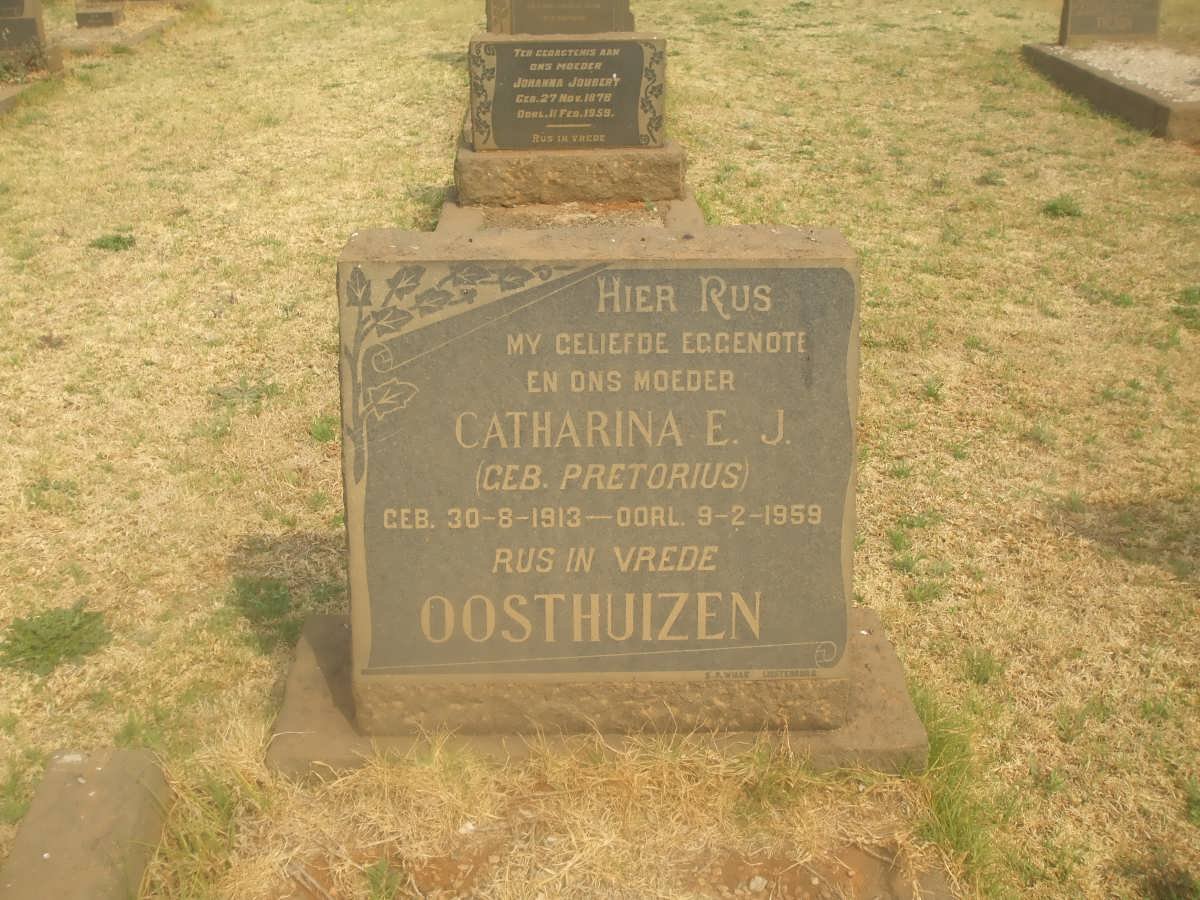 TER GEDAGTENIS AAN
ONS MOEDER
JOHANNA JOUBERT
GEB. 27 NOV. 1878
OORL. 11 FEB. 1959.
RUS IN VREDE
HIER RUS
MY GELIEFDE EGGENOTE
EN ONS MOEDER
CATHARINA E. J.
(GEB. PRETORIUS)
GEB. 30-8-1913 — OORL. 9-2-1959
RUS IN VREDE
OOSTHUIZEN
LICHTENBURG